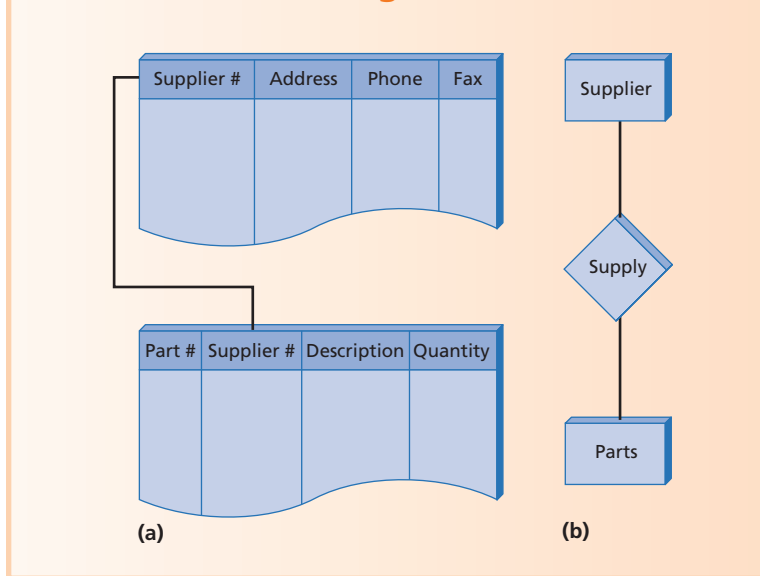 Supplier # Address Phone Fax
Part # Supplier # Description Quantity
(a)
Supplier
Supply
Parts
(b)